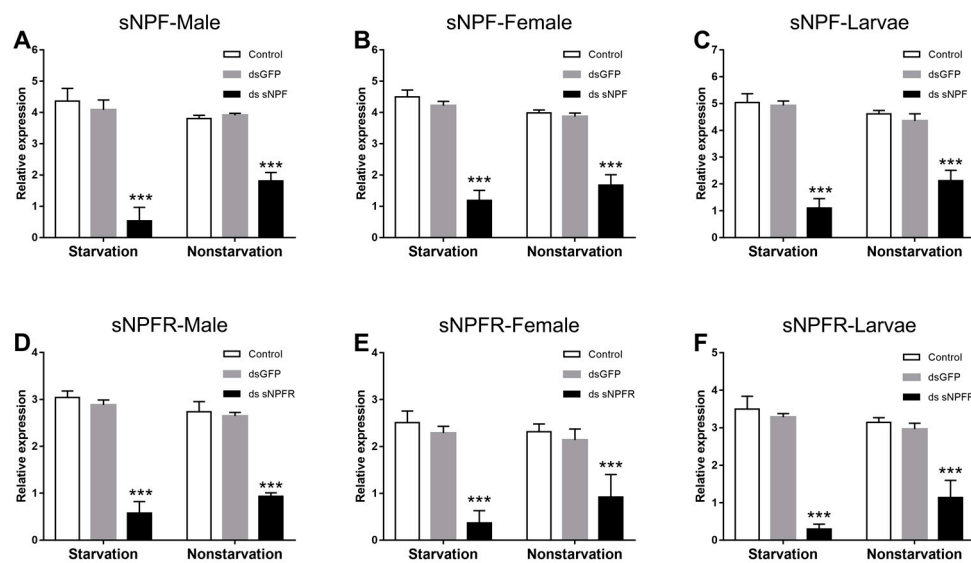 sNPF-Male
A
Relative expression
6
5
4
3
2
1
0
Control
dsGFP
ds sNPF
***
***
Starvation
Nonstarvation
sNPF-Female
B
Relative expression
6
5
4
3
2
1
0
Control
dsGFP
ds sNPF
***
***
Starvation
Nonstarvation
sNPF-Larvae
C
Relative expression
7
6
5
4
3
2
1
0
Control
dsGFP
ds sNPF
***
***
Starvation
Nonstarvation
sNPFR-Male
D
Relative expression
4
3
2
1
0
Control
dsGFP
ds sNPFR
***
***
Starvation
Nonstarvation
sNPFR-Female
E
Relative expression
4
3
2
1
0
Control
dsGFP
ds sNPFR
***
***
Starvation
Nonstarvation
sNPFR-Larvae
F
Relative expression
5
4
3
2
1
0
Control
dsGFP
ds sNPFR
***
***
Starvation
Nonstarvation